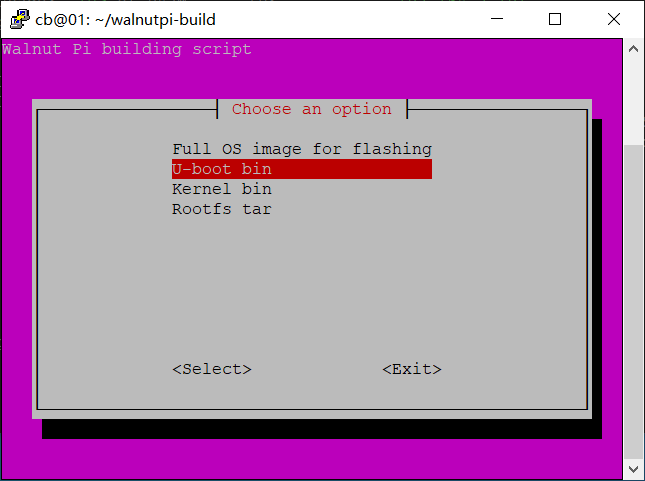 cb@01: ~/walnutpi-build
Walnut Pi building script
Choose an option
Full OS image for flashing
U-boot bin
Kernel bin
Rootfs tar
<Select> <Exit>